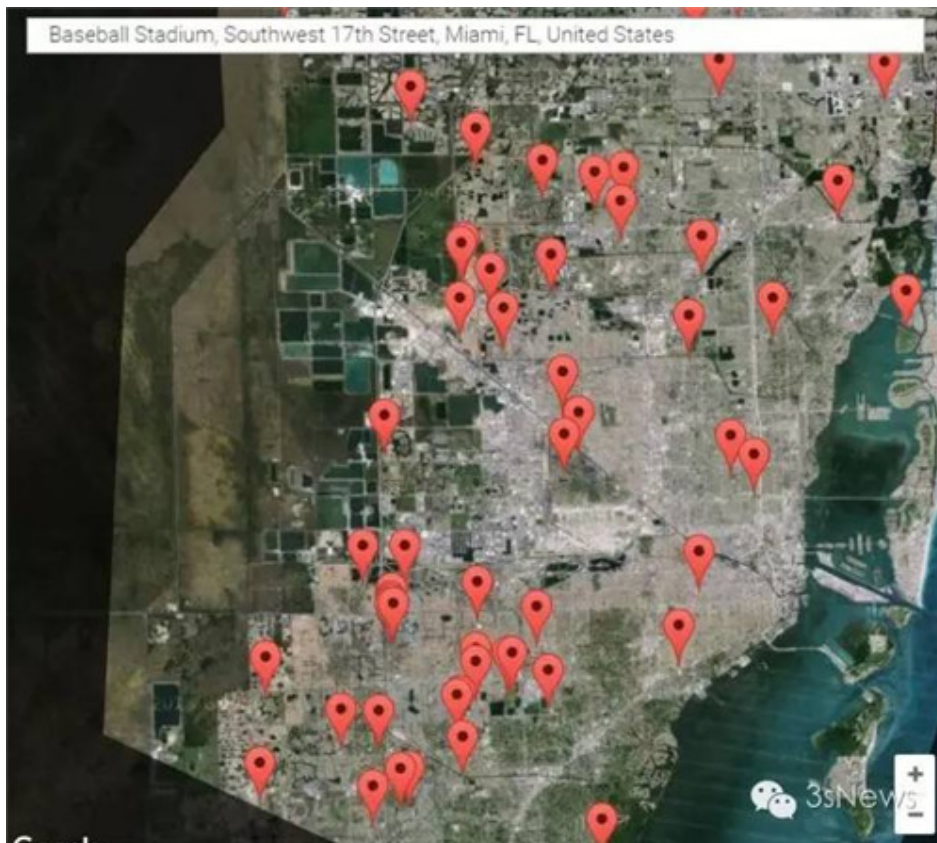 Baseball Stadium, Southwest 17th Street, Miami, FL, United States
+
3sNews
−